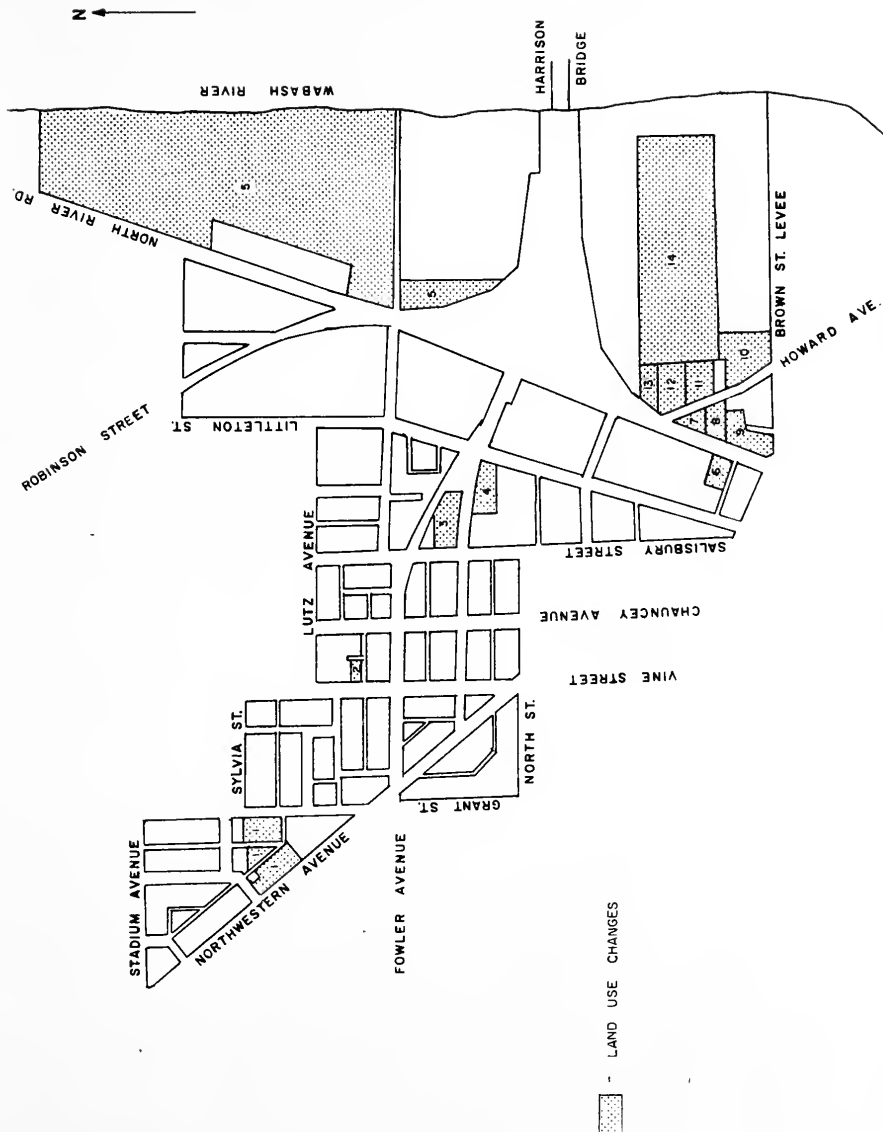 N
WABASH RIVER
NORTH RIVER RD.
HARRISON
BRIDGE
ROBINSON STREET
LITTLETON
ST.
5
5
14
BROWN ST. LEVEE
HOWARD AVE.
13
12
11
10
7
8
9
6
4
3
LUTZ AVENUE
SALISBURY
STREET
CHAUNCEY AVENUE
VINE STREET
2
SYLVIA ST.
NORTH ST.
GRANT ST.
STADIUM AVENUE
1
1
1
NORTHWESTERN AVENUE
FOWLER AVENUE
- LAND USE CHANGES